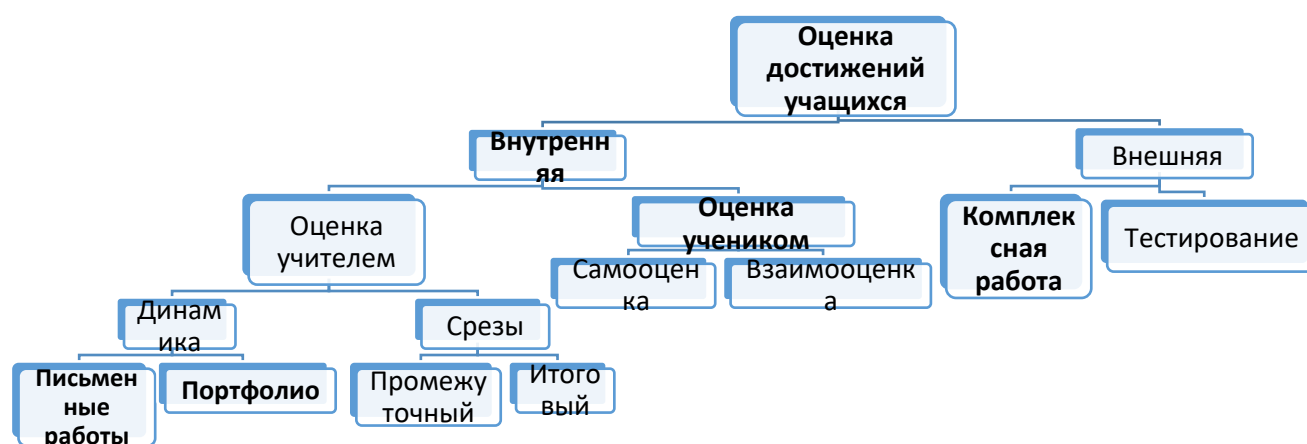 Оценка
достижений
учащихся
Внутренн
яя
Внешняя
Оценка
учителем
Оценка
учеником
Комплек
сная
работа
Тестирование
Самооцен
ка
Взаимооценк
а
Динам
ика
Срезы
Письмен
ные
работы
Портфолио
Промежу
точный
Итого
вый